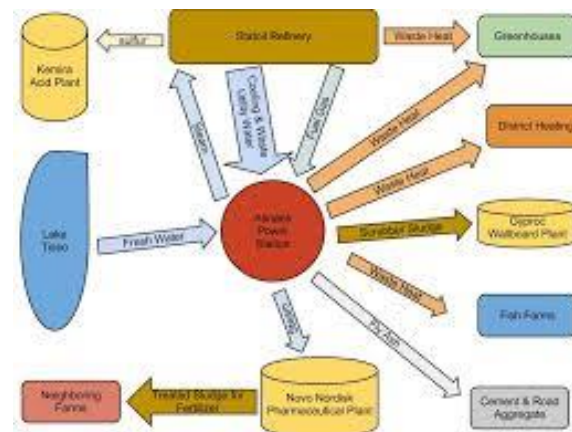 Statoil Refinery
Waste Heat
Greenhouses
sulfur
Kemira
Acid Plant
Steam
Cooling & Waste
Utility Water
Fuel Gas
Waste Heat
District Heating
Waste Heat
Lake
Tisso
Fresh Water
Power
Station
Scrubber Sludge
Gyproc
Wallboard Plant
Waste Heat
Fish Farms
Steam
Fly Ash
Neighboring
Farms
Treated Sludge for
Fertilizer
Novo Nordisk
Pharmaceutical Plant
Cement & Road
Aggregate